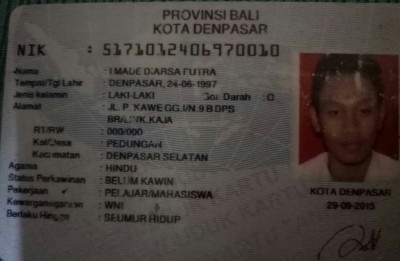 PROVINSI BALI
KOTA DENPASAR
NIK : 5171012406970010
Nama : I MADE DIARSA PUTRA
Tempat/Tgl Lahir : DENPASAR, 24-06-1997
Jenis Kelamin : LAKI-LAKI Gol. Darah : O
Alamat : JL. P. KAWE GG. I/N. 9 B DPS
KAJA
RT/RW : 000/000
Kel/Desa : PEDUNGAN
Kecamatan : DENPASAR SELATAN
Agama : HINDU
Status Perkawinan : BELUM KAWIN
Pekerjaan : PELAJAR/MAHASISWA
Kewarganegaraan : WNI
Berlaku Hingga : SEUMUR HIDUP
KOTA DENPASAR
29-09-2015